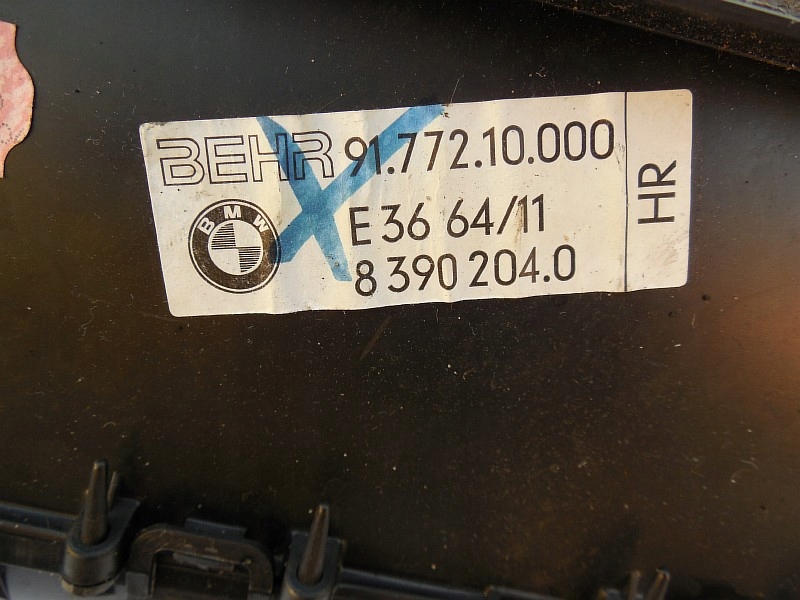 BEHR 91.772.10.000
BMW
E 36 64/11
8 390 204.0
HR